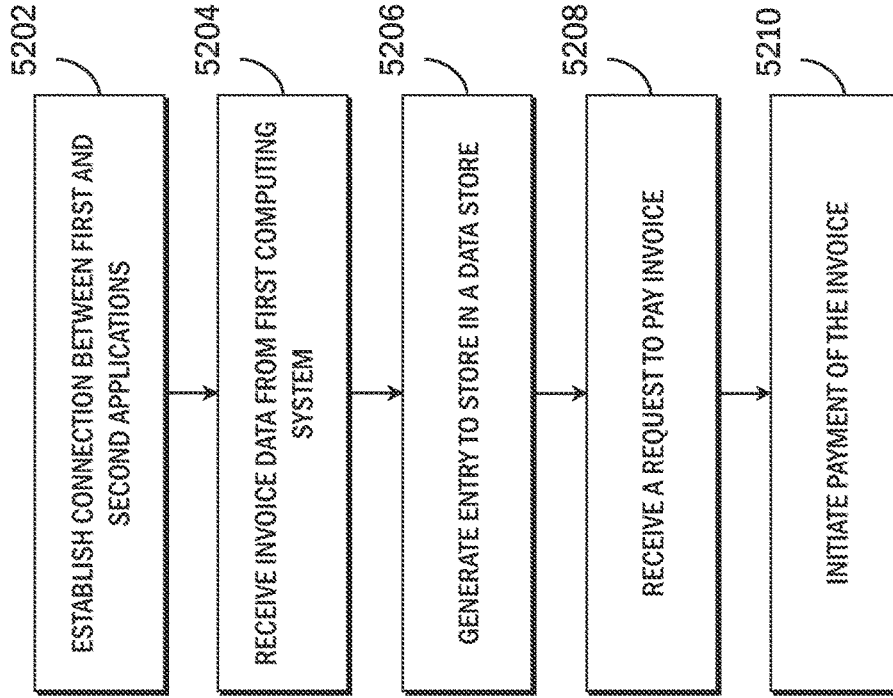 5202
ESTABLISH CONNECTION BETWEEN FIRST AND
SECOND APPLICATIONS
5204
RECEIVE INVOICE DATA FROM FIRST COMPUTING
SYSTEM
5206
GENERATE ENTRY TO STORE IN A DATA STORE
5208
RECEIVE A REQUEST TO PAY INVOICE
5210
INITIATE PAYMENT OF THE INVOICE